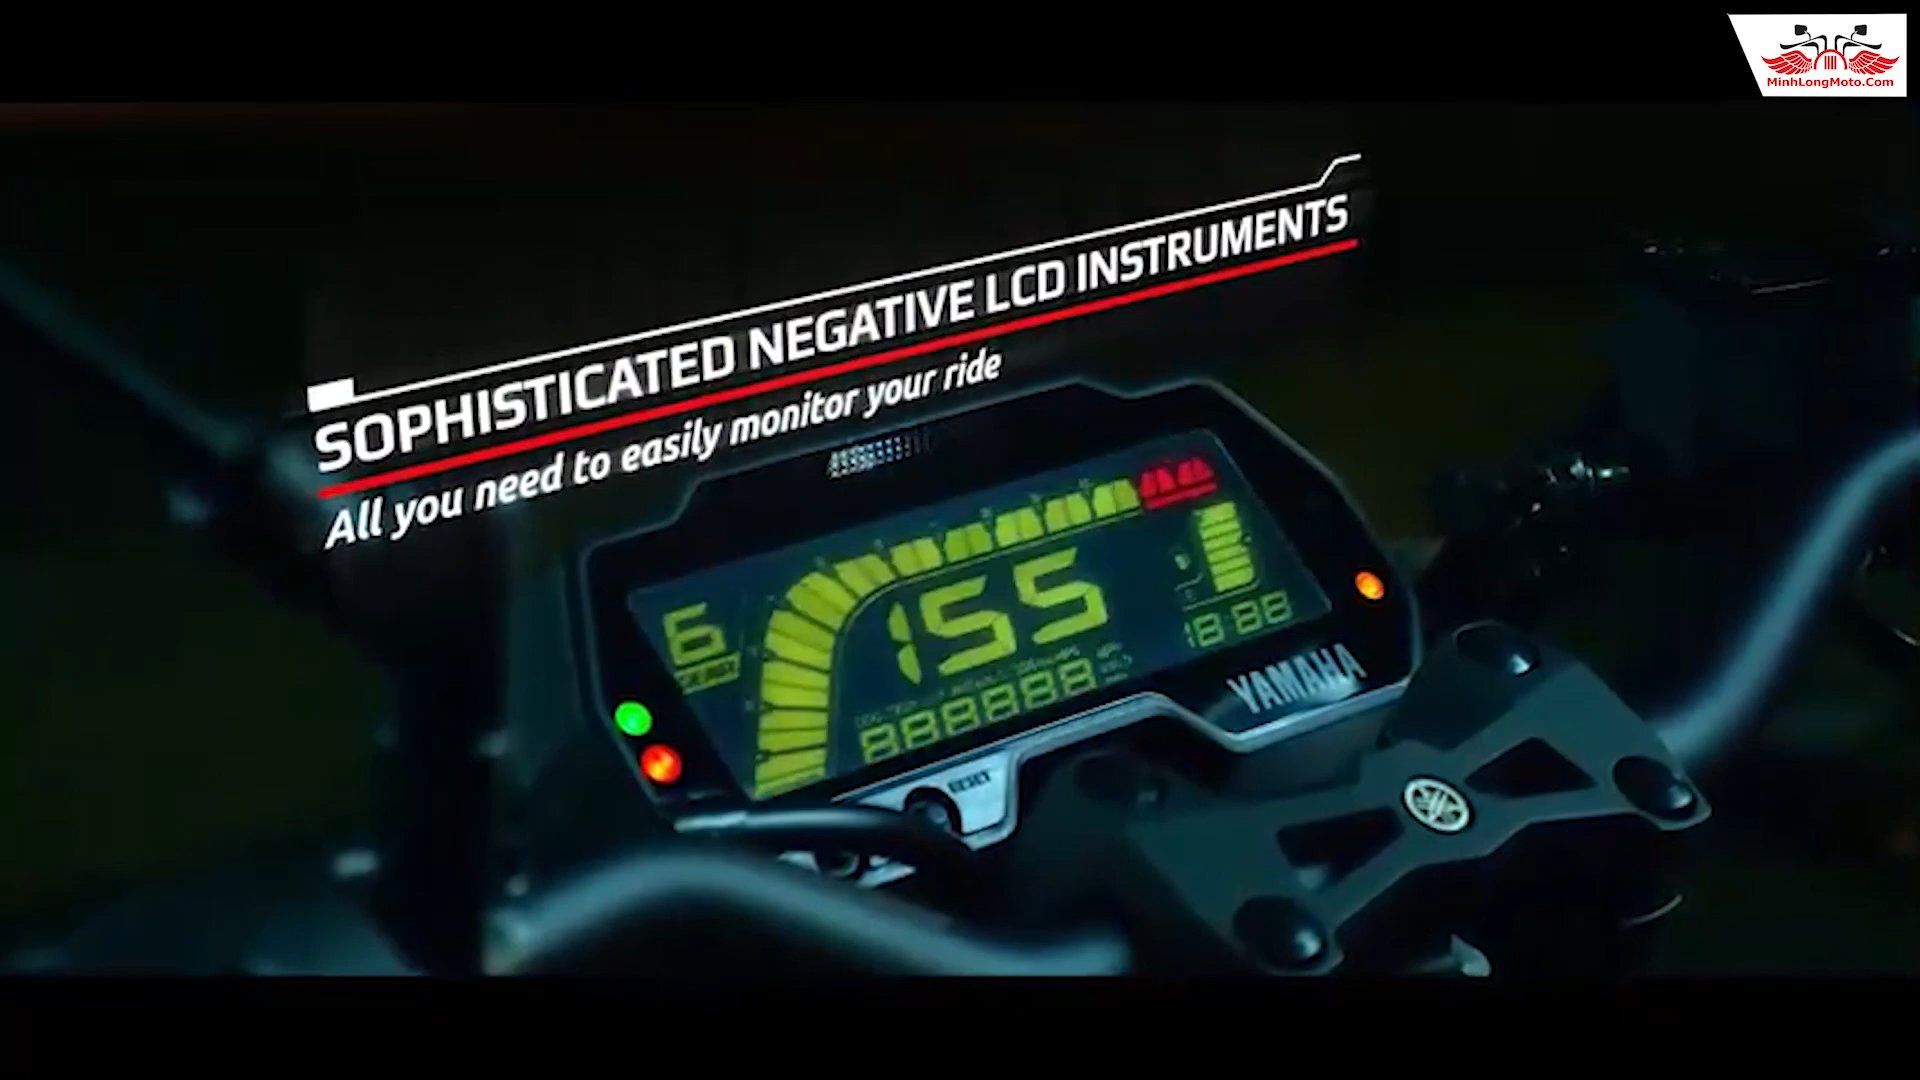 MinhLongMoto.Com
SOPHISTICATED NEGATIVE LCD INSTRUMENTS
All you need to easily monitor your ride
6
155
18:88
888888
YAMAHA
RESET